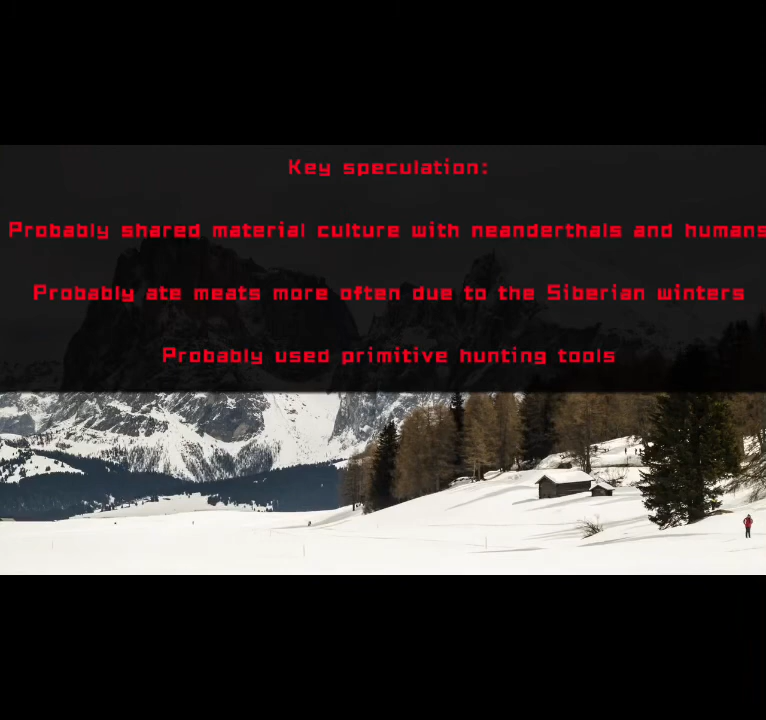 Key speculation:
Probably shared material culture with neanderthals and humans
Probably ate meats more often due to the Siberian winters
Probably used primitive hunting tools